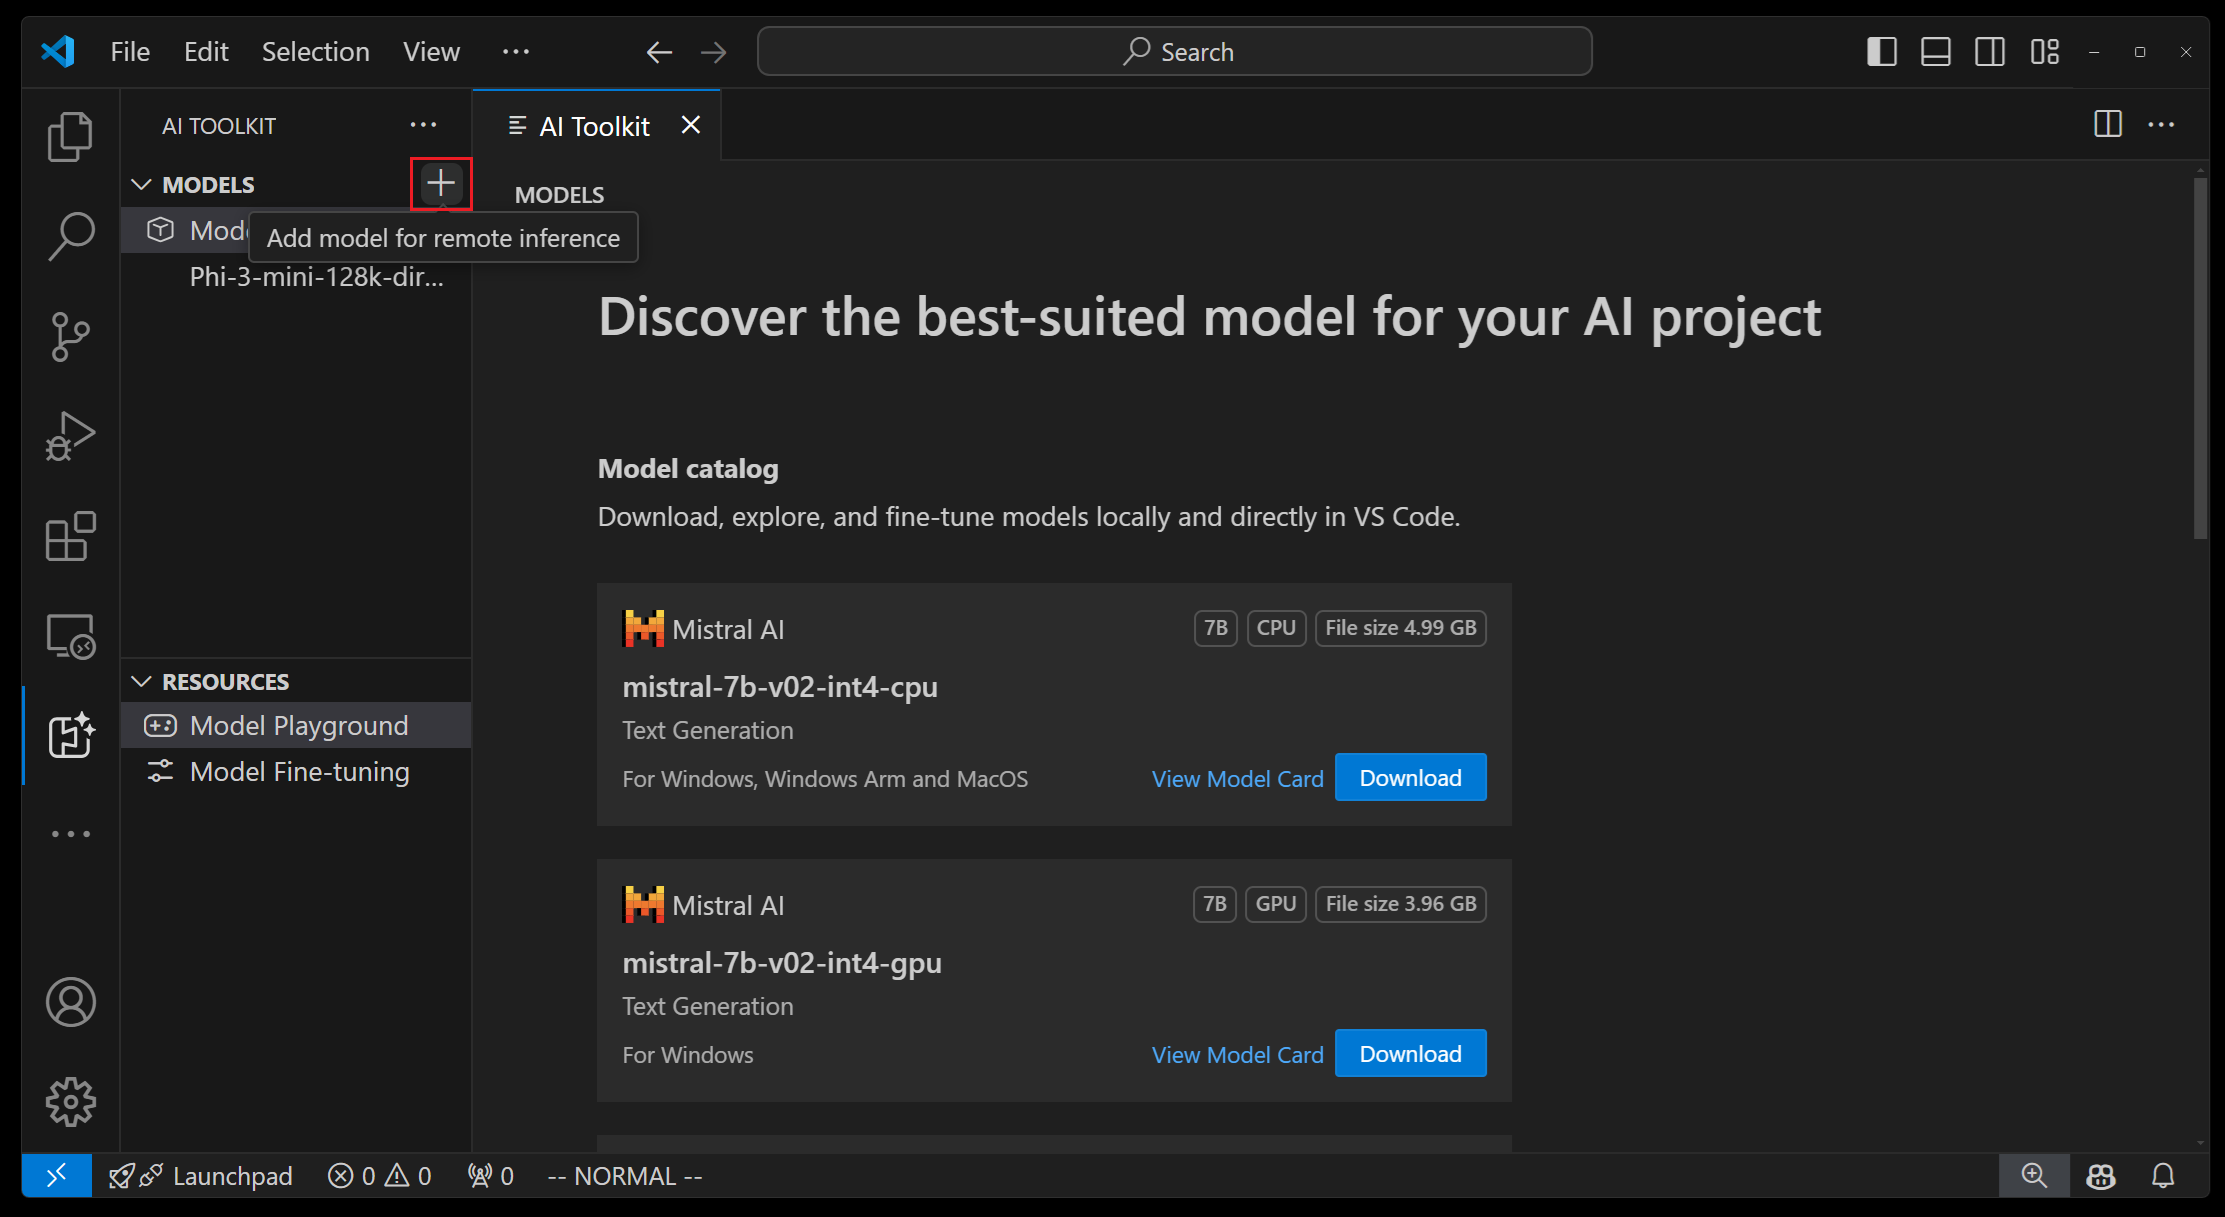 File Edit Selection View ··· Search
AI TOOLKIT ···
AI Toolkit
MODELS
MODELS
Mod
Add model for remote inference
Phi-3-mini-128k-dir...
Discover the best-suited model for your AI project
Model catalog
Download, explore, and fine-tune models locally and directly in VS Code.
Mistral AI 7B CPU File size 4.99 GB
mistral-7b-v02-int4-cpu
Text Generation
For Windows, Windows Arm and MacOS View Model Card Download
RESOURCES
Model Playground
Model Fine-tuning
Mistral AI 7B GPU File size 3.96 GB
mistral-7b-v02-int4-gpu
Text Generation
For Windows View Model Card Download
Launchpad 0 0 0 -- NORMAL --